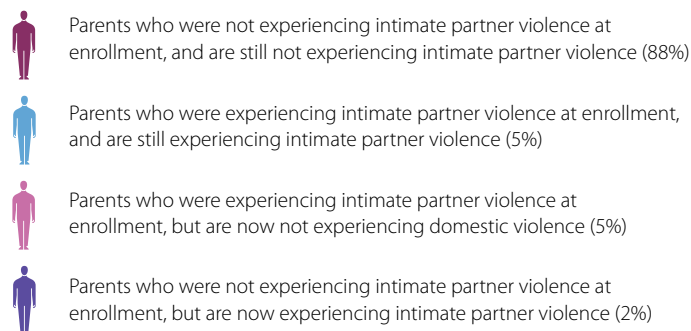 Parents who were not experiencing intimate partner violence at
enrollment, and are still not experiencing intimate partner violence (88%)
Parents who were experiencing intimate partner violence at enrollment,
and are still experiencing intimate partner violence (5%)
Parents who were experiencing intimate partner violence at
enrollment, but are now not experiencing domestic violence (5%)
Parents who were not experiencing intimate partner violence at
enrollment, but are now experiencing intimate partner violence (2%)